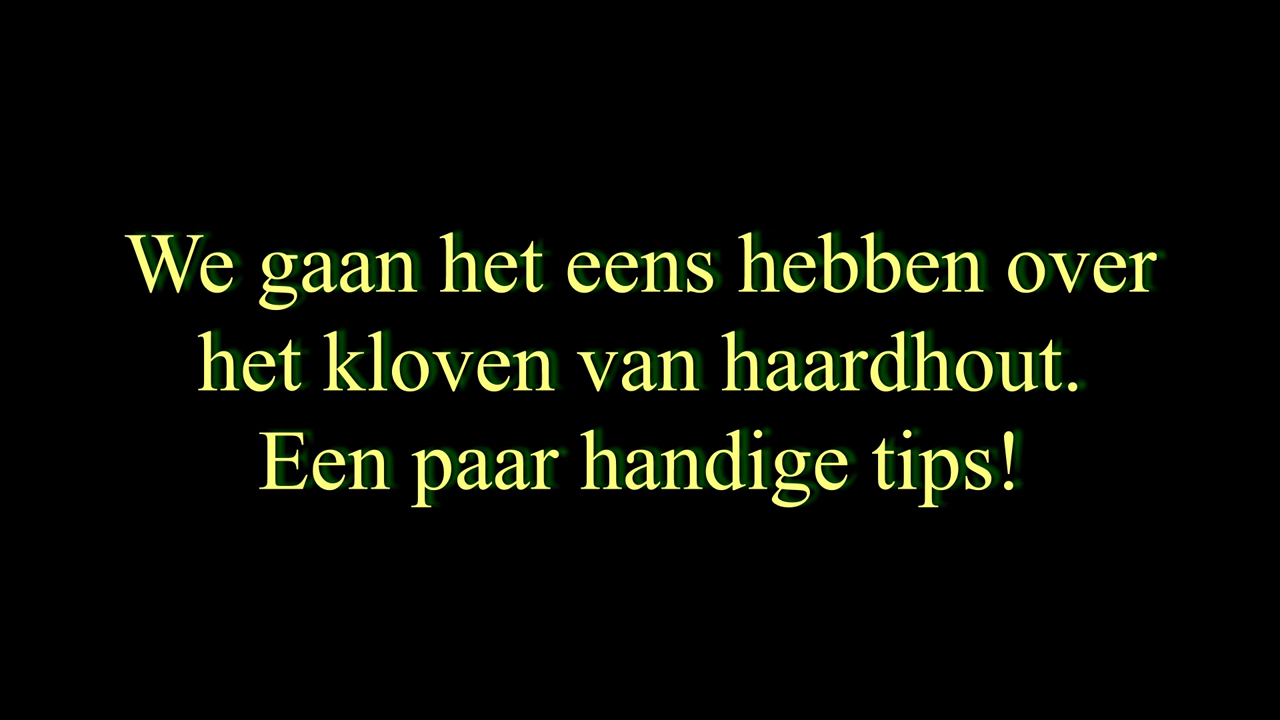 We gaan het eens hebben over
het kloven van haardhout.
Een paar handige tips!